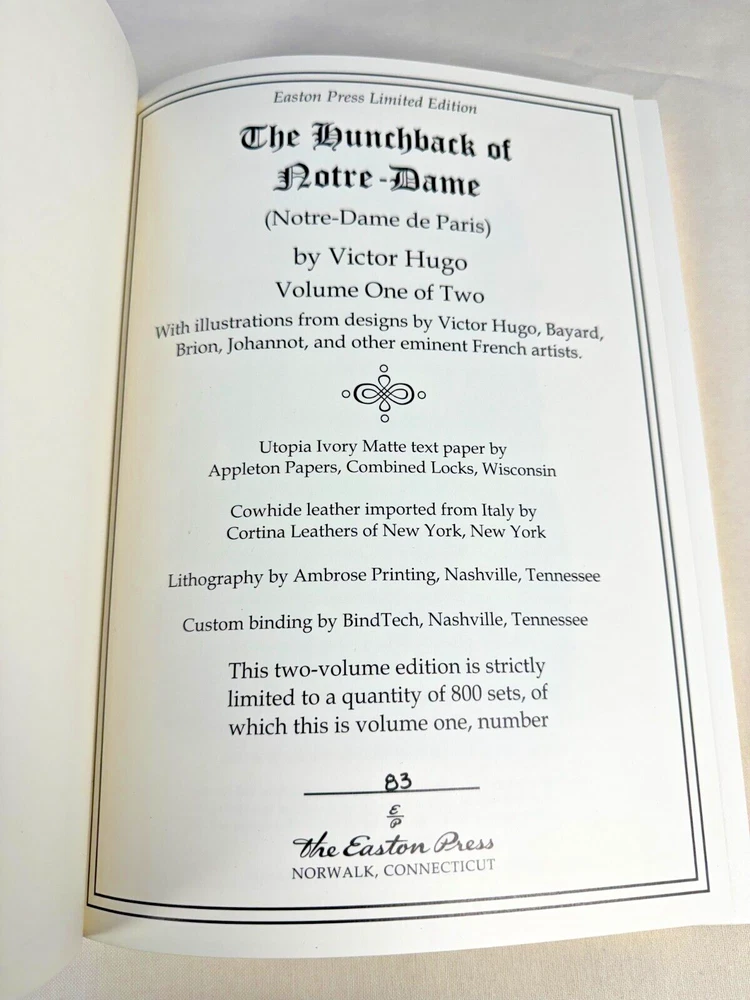 Easton Press Limited Edition
The Hunchback of
Notre-Dame
(Notre-Dame de Paris)
by Victor Hugo
Volume One of Two
With illustrations from designs by Victor Hugo, Bayard,
Brion, Johannot, and other eminent French artists.
Utopia Ivory Matte text paper by
Appleton Papers, Combined Locks, Wisconsin
Cowhide leather imported from Italy by
Cortina Leathers of New York, New York
Lithography by Ambrose Printing, Nashville, Tennessee
Custom binding by BindTech, Nashville, Tennessee
This two-volume edition is strictly
limited to a quantity of 800 sets, of
which this is volume one, number
83
E
P
the Easton Press
NORWALK, CONNECTICUT